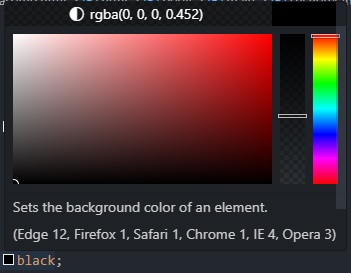 rgba(0, 0, 0, 0.452)
Sets the background color of an element.
(Edge 12, Firefox 1, Safari 1, Chrome 1, IE 4, Opera 3)
black;